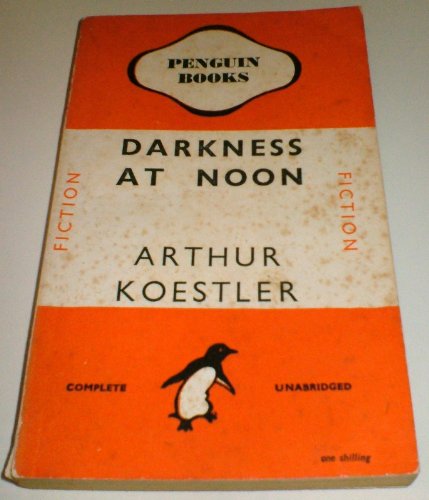 PENGUIN
BOOKS
DARKNESS
AT NOON
FICTION
FICTION
ARTHUR
KOESTLER
COMPLETE
UNABRIDGED
one shilling